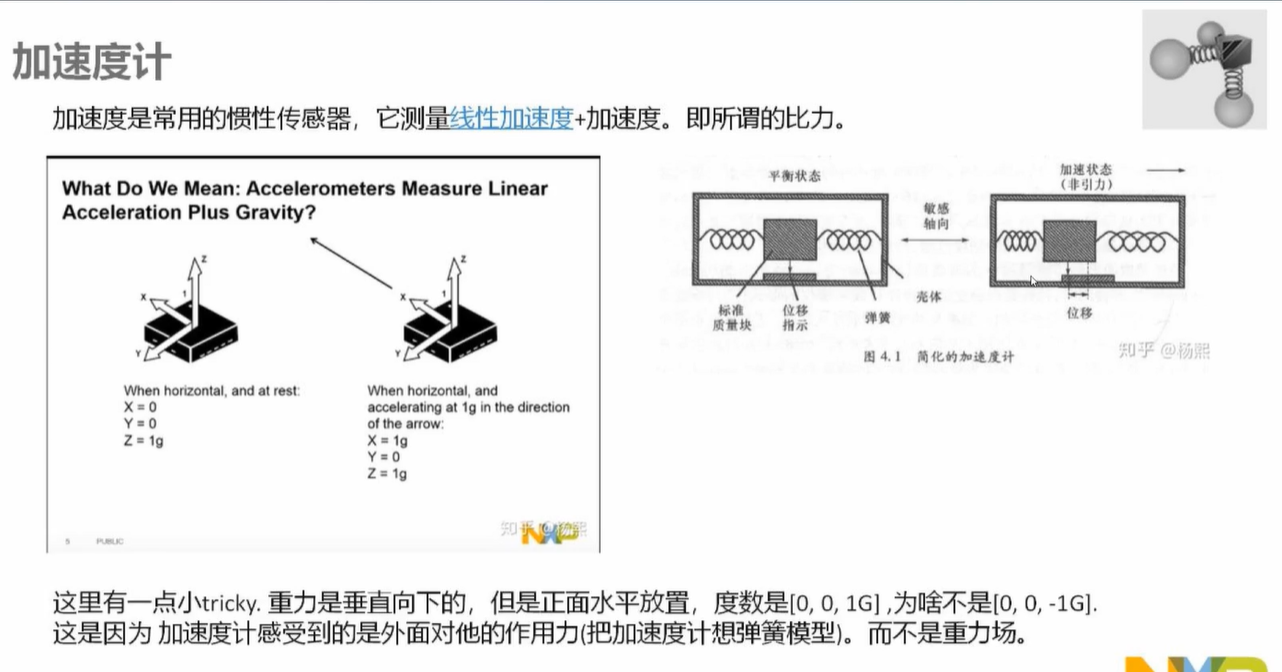 加速度计
加速度是常用的惯性传感器，它测量线性加速度+加速度。即所谓的比力。
What Do We Mean: Accelerometers Measure Linear
Acceleration Plus Gravity?
Z
X
1
Y
Z
X
1
Y
When horizontal, and at rest:
X = 0
Y = 0
Z = 1g
When horizontal, and
accelerating at 1g in the direction
of the arrow:
X = 1g
Y = 0
Z = 1g
5
PUBLIC
知乎 @杨熙
NXP
平衡状态
加速状态
(非引力)
敏感
轴向
标准
质量块
位移
指示
弹簧
壳体
位移
图 4.1 简化的加速度计
知乎 @杨熙
这里有一点小tricky. 重力是垂直向下的，但是正面水平放置，度数是[0, 0, 1G] ,为啥不是[0, 0, -1G].
这是因为 加速度计感受到的是外面对他的作用力(把加速度计想弹簧模型)。而不是重力场。
NXP